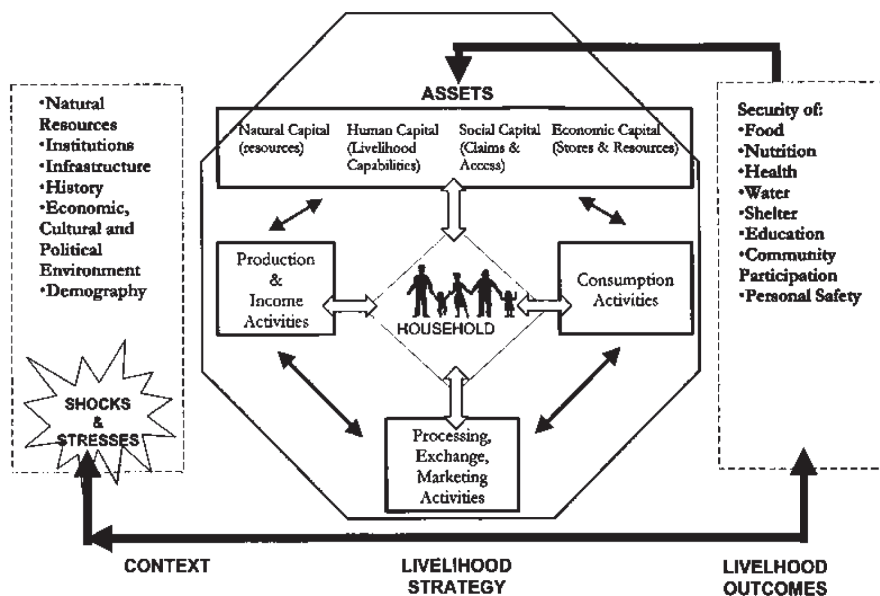 •Natural
Resources
•Institutions
•Infrastructure
•History
•Economic,
Cultural and
Political
Environment
•Demography
SHOCKS
&
STRESSES
CONTEXT
ASSETS
Natural Capital
(resources)
Human Capital
(Livelihood
Capabilities)
Social Capital
(Claims &
Access)
Economic Capital
(Stores & Resources)
Production
&
Income
Activities
HOUSEHOLD
Consumption
Activities
Processing,
Exchange,
Marketing
Activities
LIVELIHOOD
STRATEGY
Security of:
•Food
•Nutrition
•Health
•Water
•Shelter
•Education
•Community
Participation
•Personal Safety
LIVELHOOD
OUTCOMES